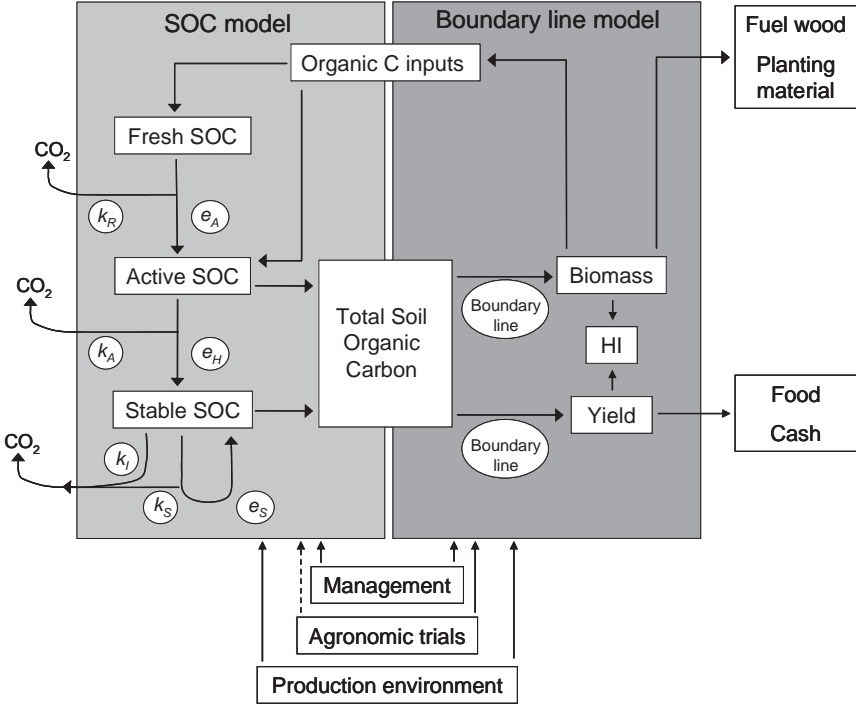 SOC model
Boundary line model
Fuel wood
Planting
material
Organic C inputs
Fresh SOC
CO2
kR
eA
Active SOC
Biomass
Boundary
line
CO2
Total Soil
Organic
Carbon
HI
kA
eH
Stable SOC
Yield
Food
Cash
CO2
kI
Boundary
line
kS
eS
Management
Agronomic trials
Production environment